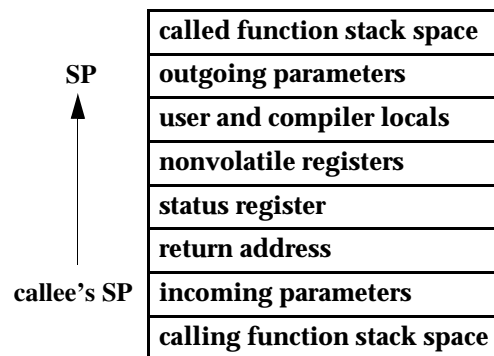 called function stack space
SP outgoing parameters
user and compiler locals
nonvolatile registers
status register
return address
callee's SP incoming parameters
calling function stack space